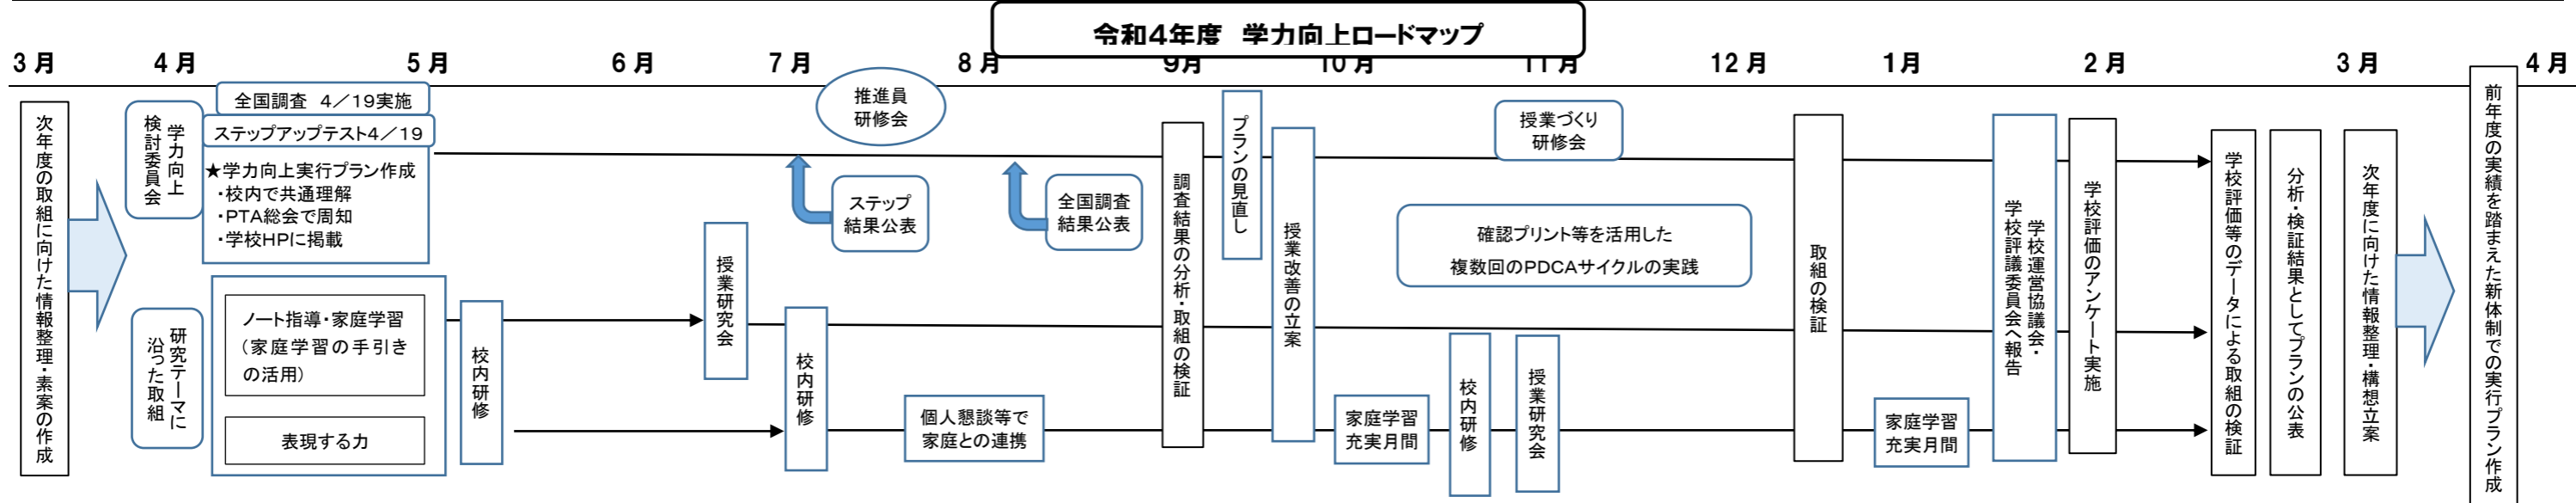 令和4年度　学力向上ロードマップ
3月
4月
5月
6月
7月
8月
9月
10月
11月
12月
1月
2月
3月
4月
次年度の取組に向けた情報整理・素案の作成
学力向上
検討委員会
全国調査　4／19実施
ステップアップテスト4／19
★学力向上実行プラン作成
・校内で共通理解
・PTA総会で周知
・学校HPに掲載
研究テーマに
沿った取組
ノート指導・家庭学習
（家庭学習の手引き
の活用）
表現する力
校内研修
授業研究会
推進員
研修会
ステップ
結果公表
校内研修
全国調査
結果公表
個人懇談等で
家庭との連携
調査結果の分析・取組の検証
プランの見直し
授業改善の立案
授業づくり
研修会
確認プリント等を活用した
複数回のPDCAサイクルの実践
家庭学習
充実月間
校内研修
授業研究会
取組の検証
家庭学習
充実月間
学校運営協議会・
学校評議委員会へ報告
学校評価のアンケート実施
学校評価等のデータによる取組の検証
分析・検証結果としてプランの公表
次年度に向けた情報整理・構想立案
前年度の実績を踏まえた新体制での実行プラン作成